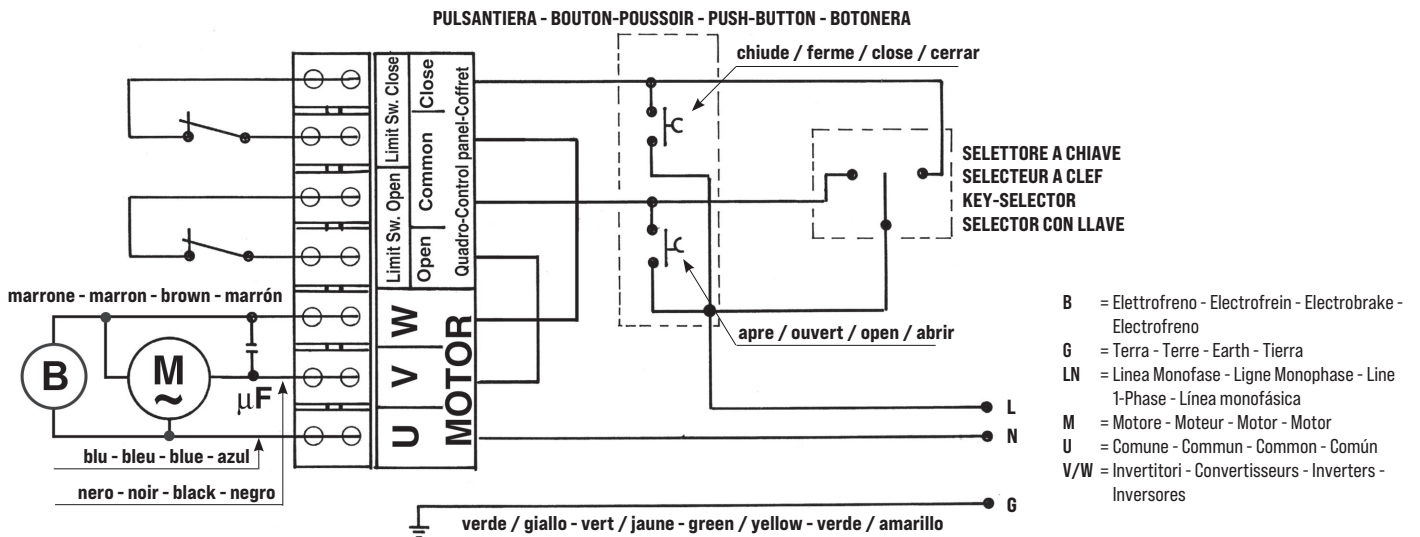 PULSANTIERA - BOUTON-POUSSOIR - PUSH-BUTTON - BOTONERA
chiude / ferme / close / cerrar
Limit Sw. Close
Limit Sw. Open
Close
Common
Open
Quadro-Control panel-Coffret
SELETTORE A CHIAVE
SELECTEUR A CLEF
KEY-SELECTOR
SELECTOR CON LLAVE
marrone - marron - brown - marrón
B
M
~
µF
W
V
U
MOTOR
apre / ouvert / open / abrir
L
N
blu - bleu - blue - azul
nero - noir - black - negro
G
verde / giallo - vert / jaune - green / yellow - verde / amarillo
B = Elettrofreno - Electrofrein - Electrobrake -
Electrofreno
G = Terra - Terre - Earth - Tierra
LN = Linea Monofase - Ligne Monophase - Line
1-Phase - Línea monofásica
M = Motore - Moteur - Motor - Motor
U = Comune - Commun - Common - Común
V/W = Invertitori - Convertisseurs - Inverters -
Inversores